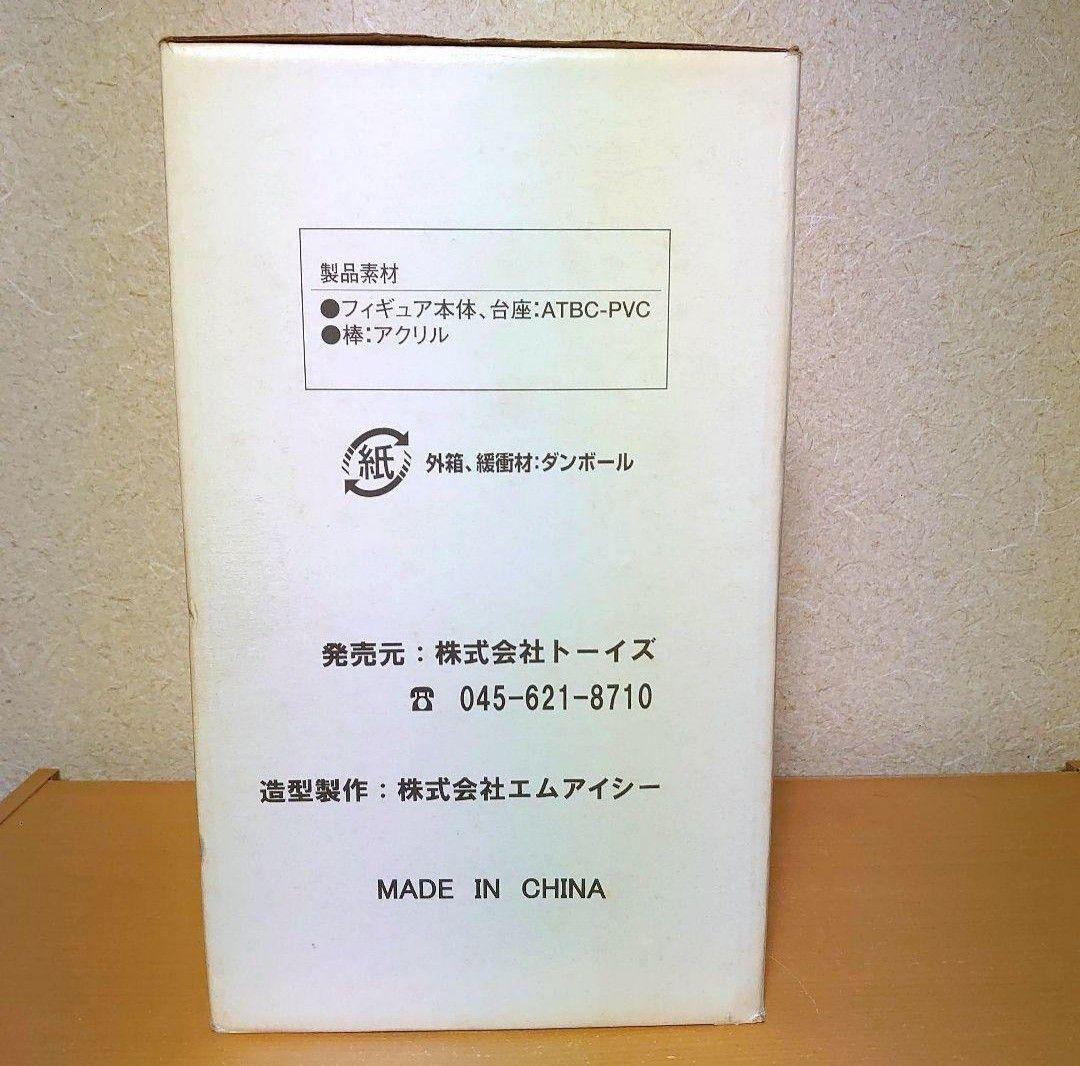 製品素材
●フィギュア本体、台座:ATBC-PVC
●棒:アクリル
紙 外箱、緩衝材:ダンボール
発売元：株式会社トーイズ
☎ 045-621-8710
造型製作：株式会社エムアイシー
MADE IN CHINA